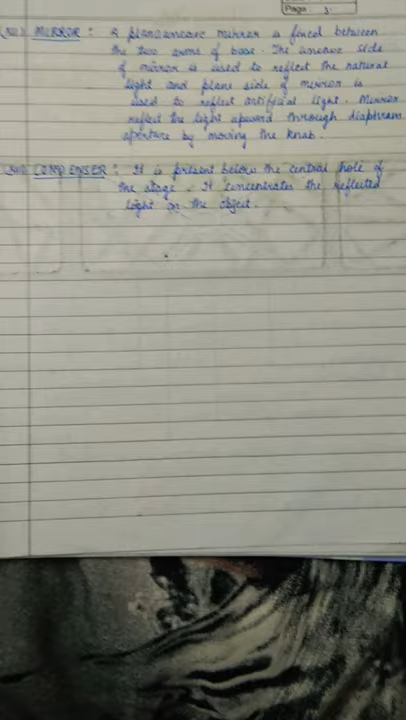 Page 3
MIRROR : A planoconcave mirror is fixed between
the two arms of base. The concave side
of mirror is used to reflect the natural
light and plane side of mirror is
used to reflect artificial light. Mirror
reflect the light upward through diaphram
aperture by moving the knob.
CONDENSER : It is present below the central hole of
the stage. It concentrates the reflected
light on the object.